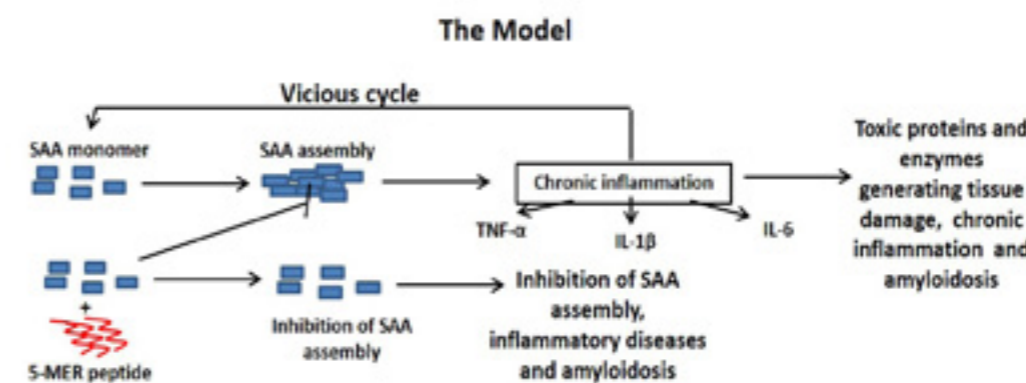 The Model
Vicious cycle
SAA monomer
SAA assembly
Chronic inflammation
TNF-α
IL-1β
IL-6
Toxic proteins and
enzymes
generating tissue
damage, chronic
inflammation and
amyloidosis
+
5-MER peptide
Inhibition of SAA
assembly
Inhibition of SAA
assembly,
inflammatory diseases
and amyloidosis